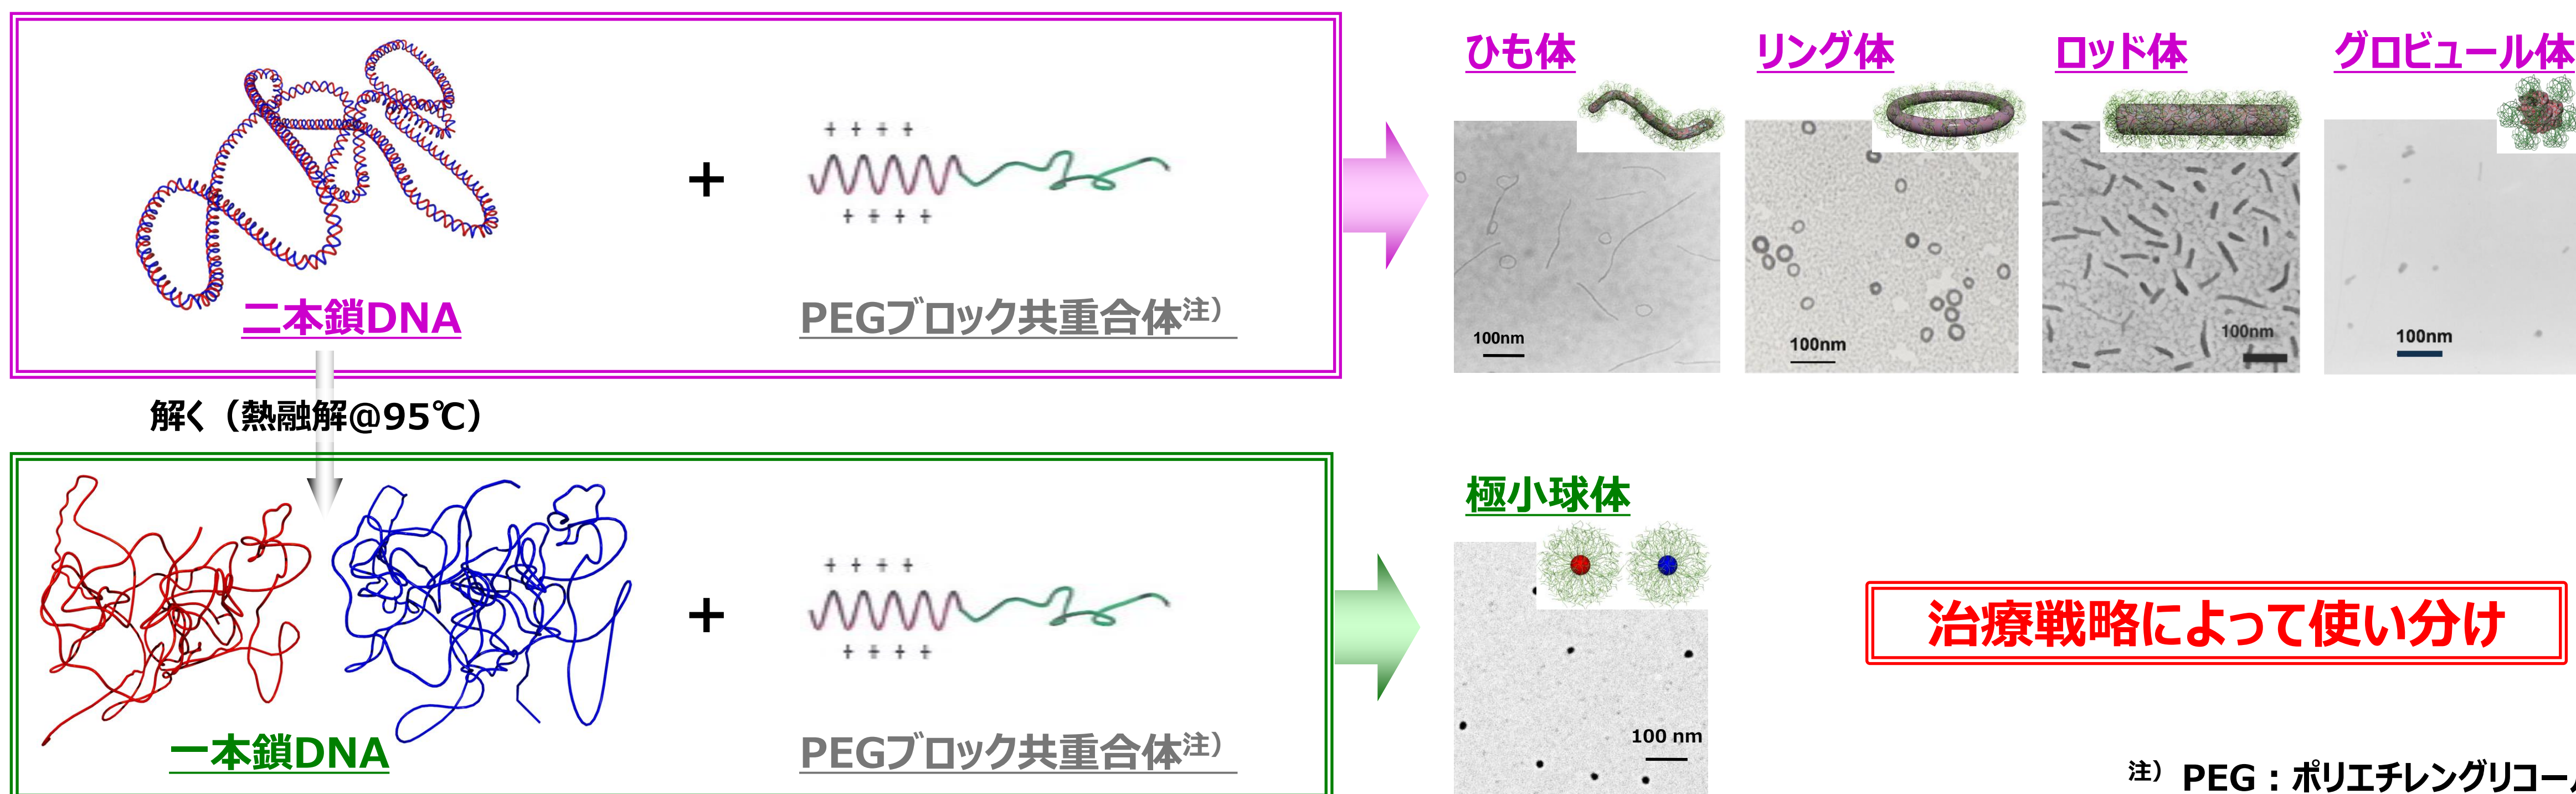 ひも体
リング体
ロッド体
グロビュール体
+ + + +
+
+ + + +
二本鎖DNA
PEGブロック共重合体注）
100nm
100nm
100nm
100nm
解く（熱融解@95℃）
極小球体
+ + + +
+
+ + + +
治療戦略によって使い分け
100 nm
一本鎖DNA
PEGブロック共重合体注）
注） PEG：ポリエチレングリコー